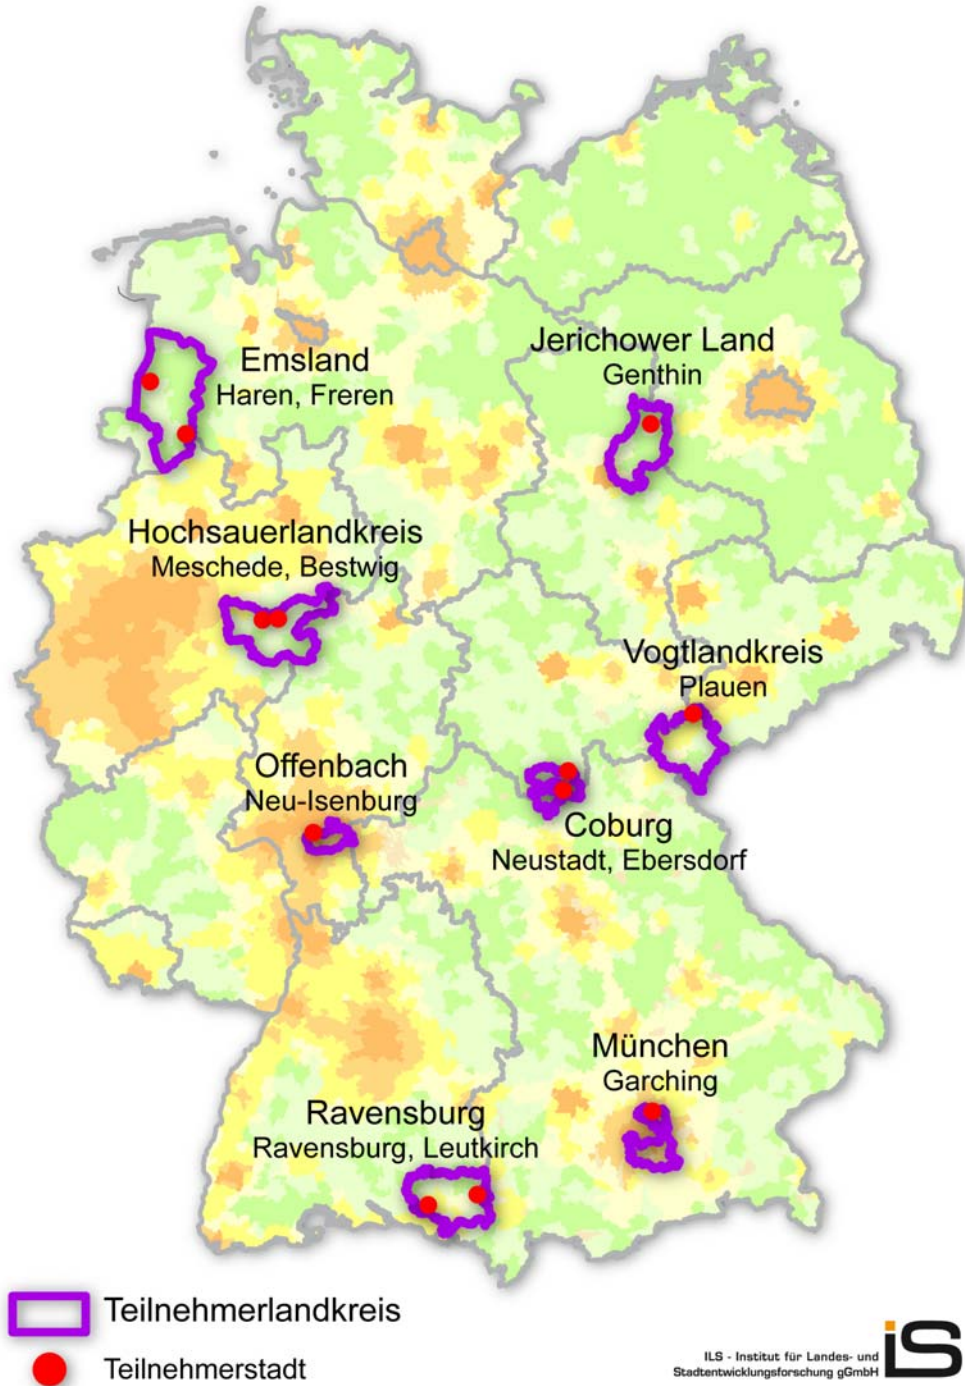 Jerichower Land
Genthin
Emsland
Haren, Freren
Hochsauerlandkreis
Meschede, Bestwig
Vogtlandkreis
Plauen
Offenbach
Neu-Isenburg
Coburg
Neustadt, Ebersdorf
München
Garching
Ravensburg
Ravensburg, Leutkirch
Teilnehmerlandkreis
Teilnehmerstadt
ILS - Institut für Landes- und
Stadtentwicklungsforschung gGmbH
iLS